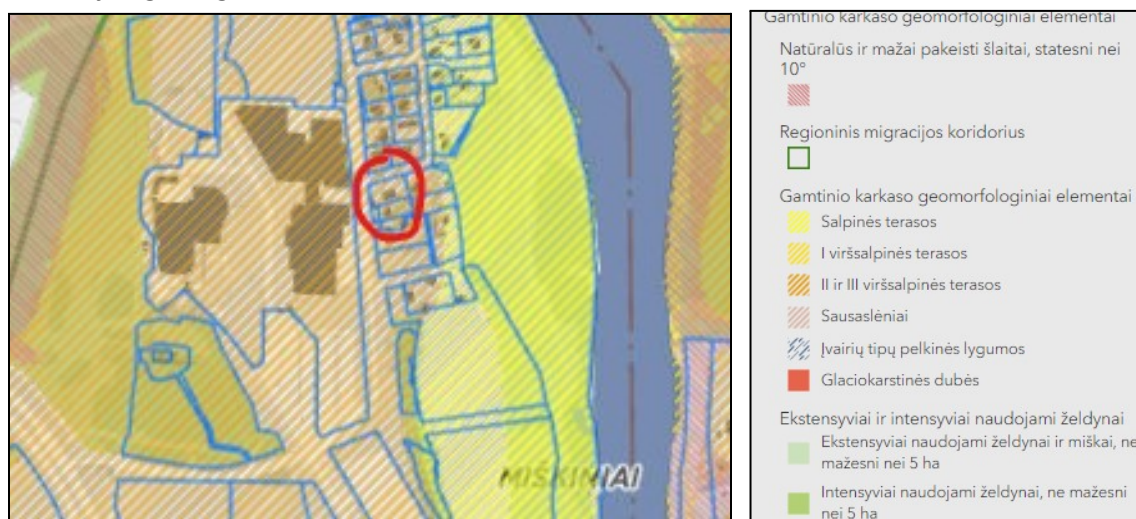 MIŠKINIAI
Gamtinio karkaso geomorfologiniai elementai
Natūralūs ir mažai pakeisti šlaitai, statesni nei
10°
Regioninis migracijos koridorius
Gamtinio karkaso geomorfologiniai elementai
Salpinės terasos
I viršsalpinės terasos
II ir III viršsalpinės terasos
Sausaslėniai
Įvairių tipų pelkinės lygumos
Glaciokarstinės dubės
Ekstensyviai ir intensyviai naudojami želdynai
Ekstensyviai naudojami želdynai ir miškai, ne
mažesni nei 5 ha
Intensyviai naudojami želdynai, ne mažesni
nei 5 ha